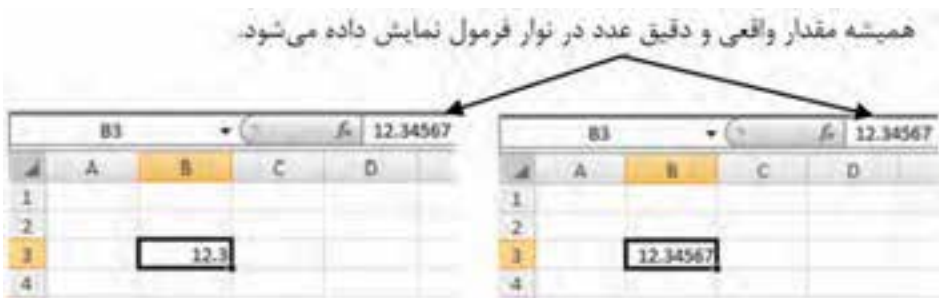 همیشه مقدار واقعی و دقیق عدد در نوار فرمول نمایش داده می‌شود.
B3 fx 12.34567
A B C D
1
2
3 12.3
4
B3 fx 12.34567
A B C D
1
2
3 12.34567
4